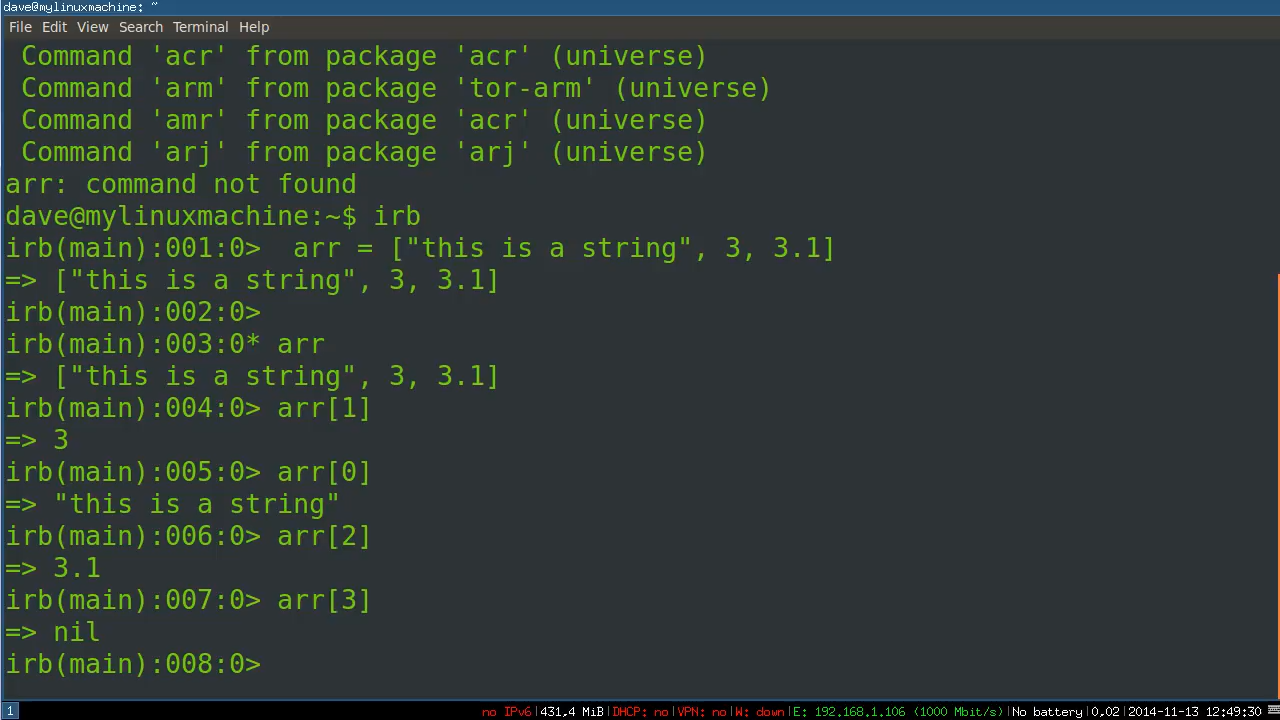 dave@mylinuxmachine: ~
File Edit View Search Terminal Help
Command 'acr' from package 'acr' (universe)
Command 'arm' from package 'tor-arm' (universe)
Command 'amr' from package 'acr' (universe)
Command 'arj' from package 'arj' (universe)
arr: command not found
dave@mylinuxmachine:~$ irb
irb(main):001:0>  arr = ["this is a string", 3, 3.1]
=> ["this is a string", 3, 3.1]
irb(main):002:0>
irb(main):003:0* arr
=> ["this is a string", 3, 3.1]
irb(main):004:0> arr[1]
=> 3
irb(main):005:0> arr[0]
=> "this is a string"
irb(main):006:0> arr[2]
=> 3.1
irb(main):007:0> arr[3]
=> nil
irb(main):008:0>
1 no IPv6|431,4 MiB|DHCP: no|VPN: no|W: down|E: 192.168.1.106 (1000 Mbit/s)|No battery|0,02|2014-11-13 12:49:30